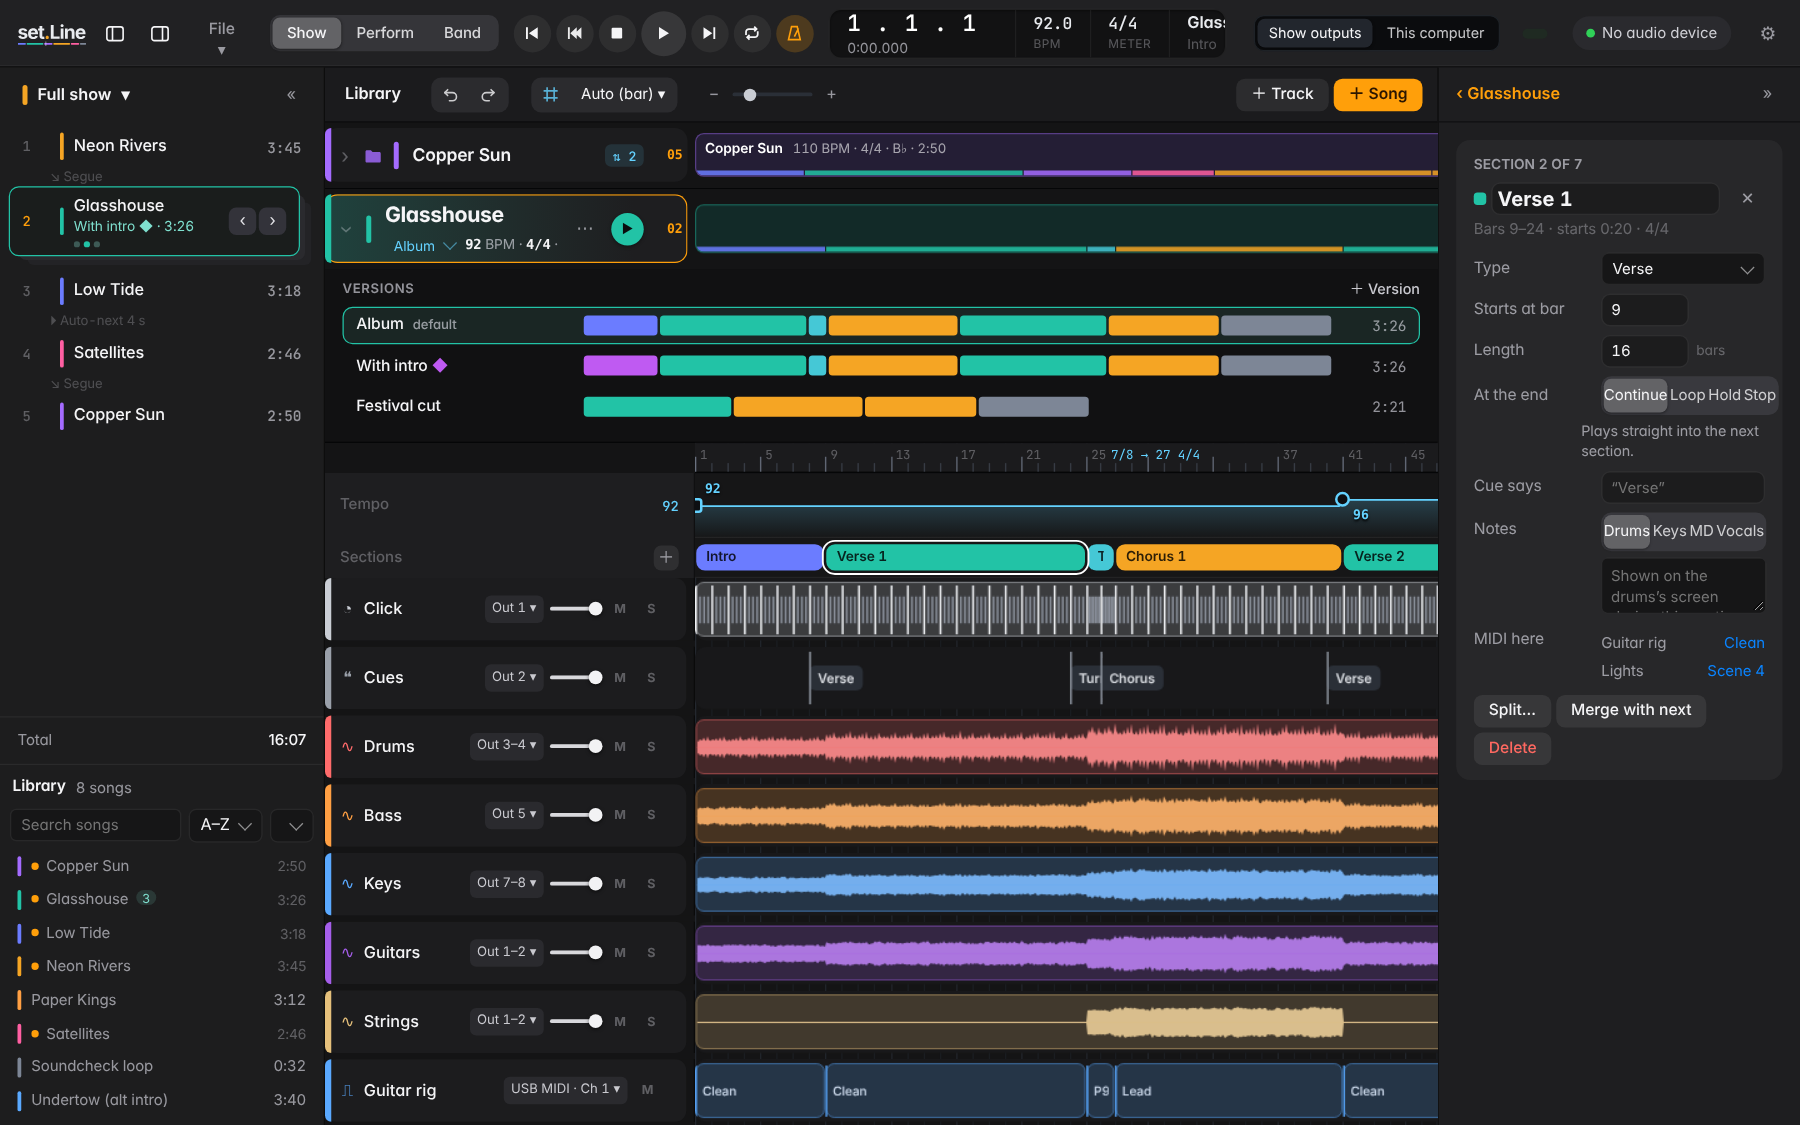 set.Line
File ▾
Show Perform Band
1 . 1 . 1
0:00.000
92.0
BPM
4/4
METER
Glass
Intro
Show outputs This computer
No audio device
Full show ▾ «
1 Neon Rivers 3:45
↘ Segue
2 Glasshouse
With intro ◆ · 3:26
‹ ›
3 Low Tide 3:18
Auto-next 4 s
4 Satellites 2:46
↘ Segue
5 Copper Sun 2:50
Total 16:07
Library 8 songs
Search songs A–Z
Copper Sun 2:50
Glasshouse 3 3:26
Low Tide 3:18
Neon Rivers 3:45
Paper Kings 3:12
Satellites 2:46
Soundcheck loop 0:32
Undertow (alt intro) 3:40
Library Auto (bar) ▾ − +
+ Track + Song
Copper Sun ⇅ 2 05
Copper Sun 110 BPM · 4/4 · B♭ · 2:50
Glasshouse
Album 92 BPM · 4/4 ·
··· 02
VERSIONS + Version
Album default 3:26
With intro ◆ 3:26
Festival cut 2:21
1 5 9 13 17 21 25 7/8 → 27 4/4 37 41 45
Tempo 92
92
96
Sections +
Intro Verse 1 T Chorus 1 Verse 2
Click Out 1 ▾ M S
Cues Out 2 ▾ M S
Verse Tur Chorus Verse
Drums Out 3–4 ▾ M S
Bass Out 5 ▾ M S
Keys Out 7–8 ▾ M S
Guitars Out 1–2 ▾ M S
Strings Out 1–2 ▾ M S
Guitar rig USB MIDI · Ch 1 ▾ M
Clean Clean P9 Lead Clean
‹ Glasshouse »
SECTION 2 OF 7
Verse 1 ×
Bars 9–24 · starts 0:20 · 4/4
Type Verse
Starts at bar 9
Length 16 bars
At the end Continue Loop Hold Stop
Plays straight into the next
section.
Cue says “Verse”
Notes Drums Keys MD Vocals
Shown on the
drums’s screen
MIDI here Guitar rig Clean
Lights Scene 4
Split... Merge with next
Delete